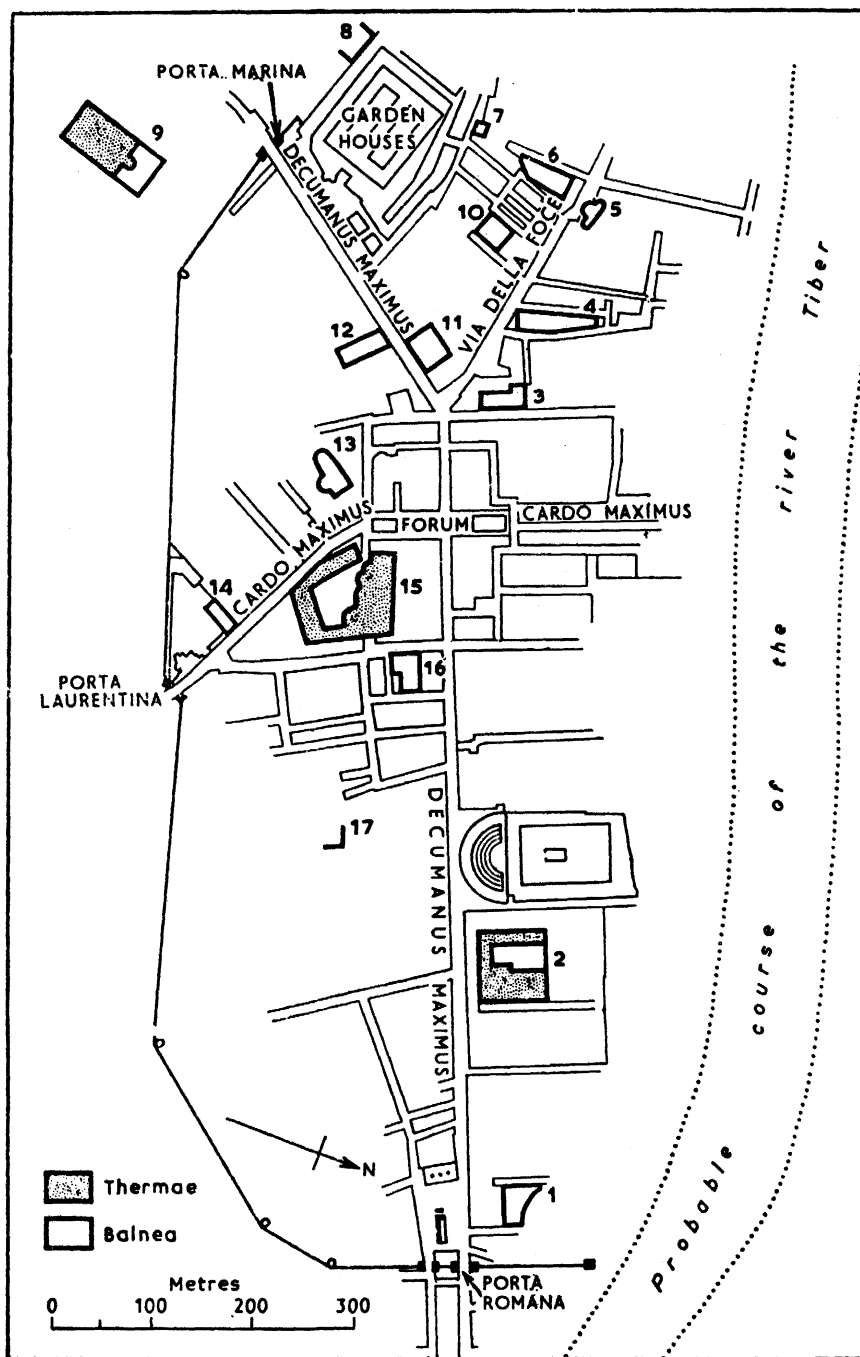 8
PORTA MARINA
9
GARDEN
HOUSES
7
6
5
10
DECUMANUS MAXIMUS
VIA DELLA FOCE
4
12
11
3
13
CARDO MAXIMUS
FORUM
CARDO MAXIMUS
14
15
16
PORTA
LAURENTINA
17
DECUMANUS MAXIMUS
2
Probable course of the river Tiber
N
Thermae
Balnea
1
Metres
0 100 200 300
PORTA
ROMANA